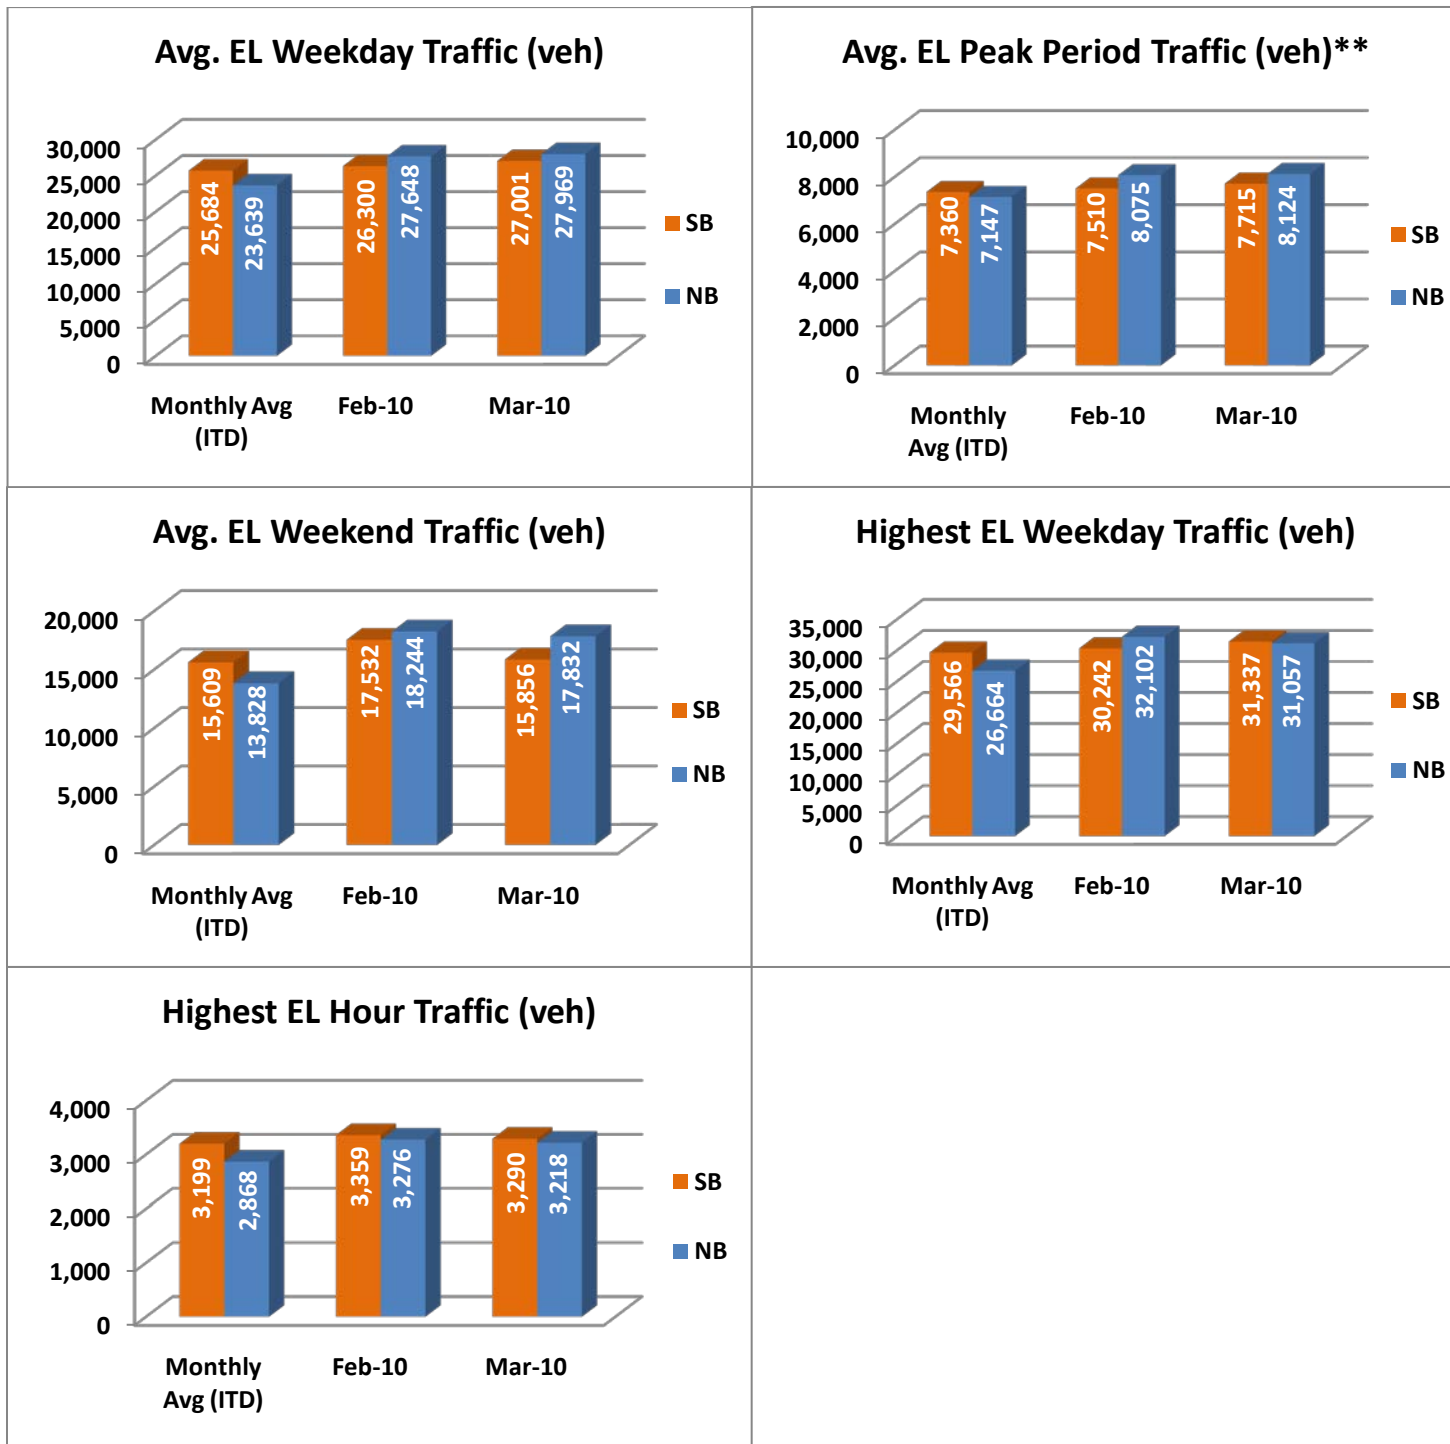 Avg. EL Weekday Traffic (veh)
30,000
25,000
20,000
15,000
10,000
5,000
0
25,684
23,639
26,300
27,648
27,001
27,969
Monthly Avg
(ITD)
Feb-10
Mar-10
SB
NB
Avg. EL Peak Period Traffic (veh)**
10,000
8,000
6,000
4,000
2,000
0
7,360
7,147
7,510
8,075
7,715
8,124
Monthly
Avg (ITD)
Feb-10
Mar-10
SB
NB
Avg. EL Weekend Traffic (veh)
20,000
15,000
10,000
5,000
0
15,609
13,828
17,532
18,244
15,856
17,832
Monthly Avg
(ITD)
Feb-10
Mar-10
SB
NB
Highest EL Weekday Traffic (veh)
35,000
30,000
25,000
20,000
15,000
10,000
5,000
0
29,566
26,664
30,242
32,102
31,337
31,057
Monthly Avg
(ITD)
Feb-10
Mar-10
SB
NB
Highest EL Hour Traffic (veh)
4,000
3,000
2,000
1,000
0
3,199
2,868
3,359
3,276
3,290
3,218
Monthly
Avg (ITD)
Feb-10
Mar-10
SB
NB